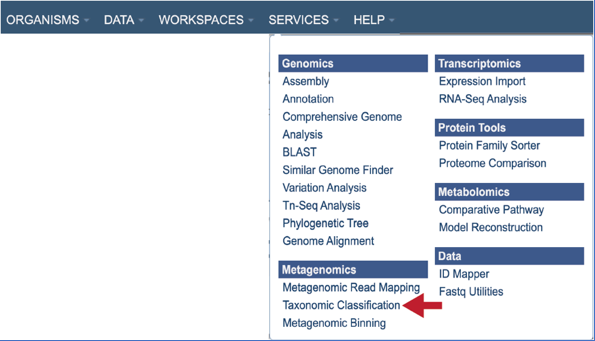 ORGANISMS DATA WORKSPACES SERVICES HELP
Genomics
Assembly
Annotation
Comprehensive Genome
Analysis
BLAST
Similar Genome Finder
Variation Analysis
Tn-Seq Analysis
Phylogenetic Tree
Genome Alignment
Metagenomics
Metagenomic Read Mapping
Taxonomic Classification
Metagenomic Binning
Transcriptomics
Expression Import
RNA-Seq Analysis
Protein Tools
Protein Family Sorter
Proteome Comparison
Metabolomics
Comparative Pathway
Model Reconstruction
Data
ID Mapper
Fastq Utilities